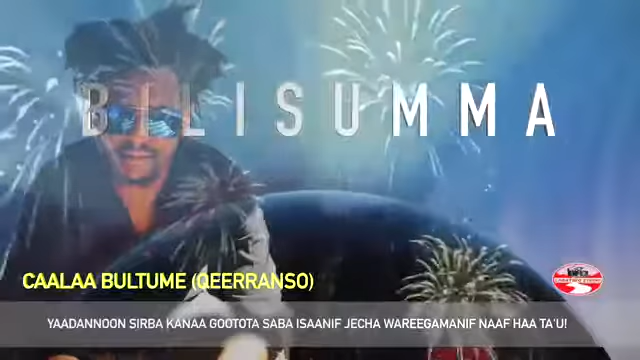 BILISUMMA
CAALAA BULTUME (QEERRANSO)
YAADANNOON SIRBA KANAA GOOTOTA SABA ISAANIF JECHA WAREEGAMANIF NAAF HAA TA'U!